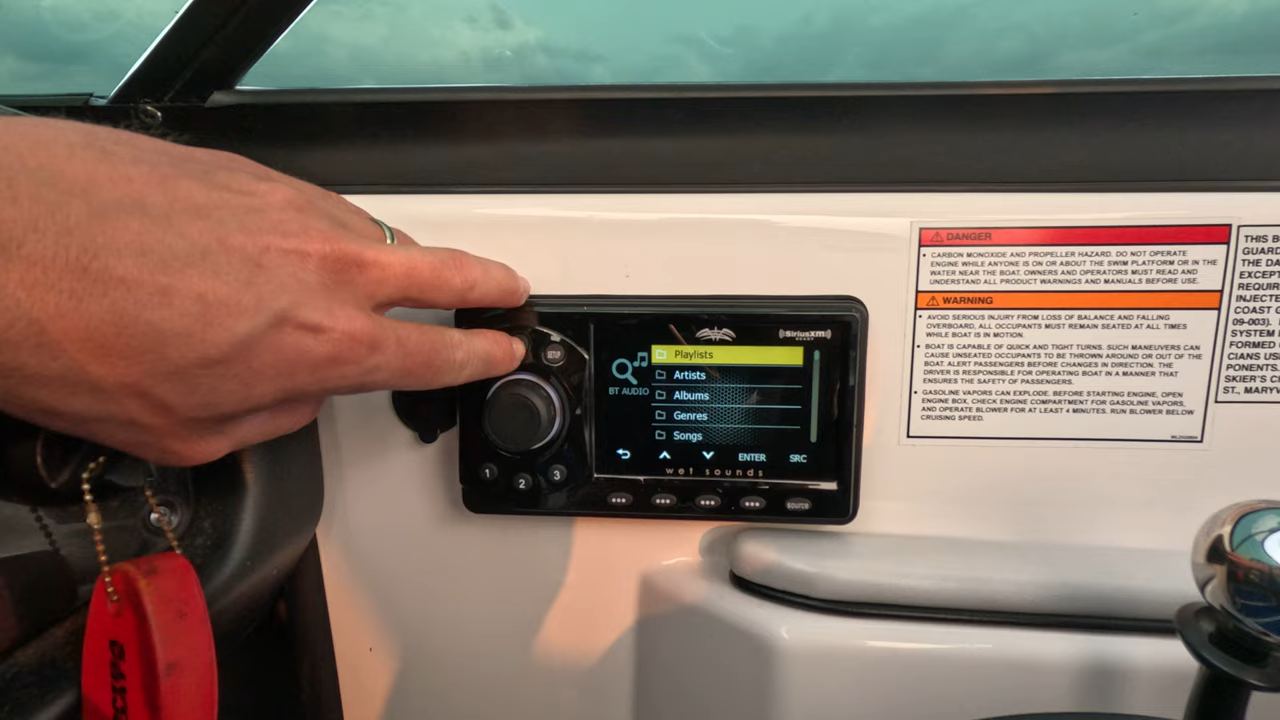 SETUP
SiriusXM
READY
BT AUDIO
Playlists
Artists
Albums
Genres
Songs
ENTER
SRC
wet sounds
1
2
3
source
DANGER
• CARBON MONOXIDE AND PROPELLER HAZARD. DO NOT OPERATE
ENGINE WHILE ANYONE IS ON OR ABOUT THE SWIM PLATFORM OR IN THE
WATER NEAR THE BOAT. OWNERS AND OPERATORS MUST READ AND
UNDERSTAND ALL PRODUCT WARNINGS AND MANUALS BEFORE USE.
WARNING
• AVOID SERIOUS INJURY FROM LOSS OF BALANCE AND FALLING
OVERBOARD, ALL OCCUPANTS MUST REMAIN SEATED AT ALL TIMES
WHILE BOAT IS IN MOTION.
• BOAT IS CAPABLE OF QUICK AND TIGHT TURNS. SUCH MANEUVERS CAN
CAUSE UNSEATED OCCUPANTS TO BE THROWN AROUND OR OUT OF THE
BOAT. ALERT PASSENGERS BEFORE CHANGES IN DIRECTION. THE
DRIVER IS RESPONSIBLE FOR OPERATING BOAT IN A MANNER THAT
ENSURES THE SAFETY OF PASSENGERS.
• GASOLINE VAPORS CAN EXPLODE. BEFORE STARTING ENGINE, OPEN
ENGINE BOX, CHECK ENGINE COMPARTMENT FOR GASOLINE VAPORS,
AND OPERATE BLOWER FOR AT LEAST 4 MINUTES. RUN BLOWER BELOW
CRUISING SPEED.
THIS B
GUARD
THE DA
EXCEPT
REQUIR
INJECTE
COAST G
09-003).
SYSTEM I
FORMED
CIANS USE
PONENTS.
SKIER'S C
ST., MARYV